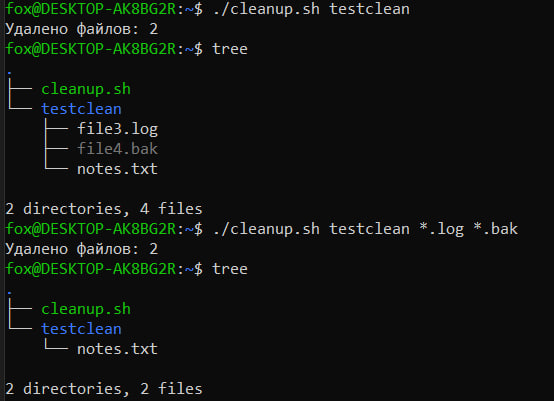 fox@DESKTOP-AK8BG2R:~$ ./cleanup.sh testclean
Удалено файлов: 2
fox@DESKTOP-AK8BG2R:~$ tree
.
├── cleanup.sh
└── testclean
    ├── file3.log
    ├── file4.bak
    └── notes.txt

2 directories, 4 files
fox@DESKTOP-AK8BG2R:~$ ./cleanup.sh testclean *.log *.bak
Удалено файлов: 2
fox@DESKTOP-AK8BG2R:~$ tree
.
├── cleanup.sh
└── testclean
    └── notes.txt

2 directories, 2 files